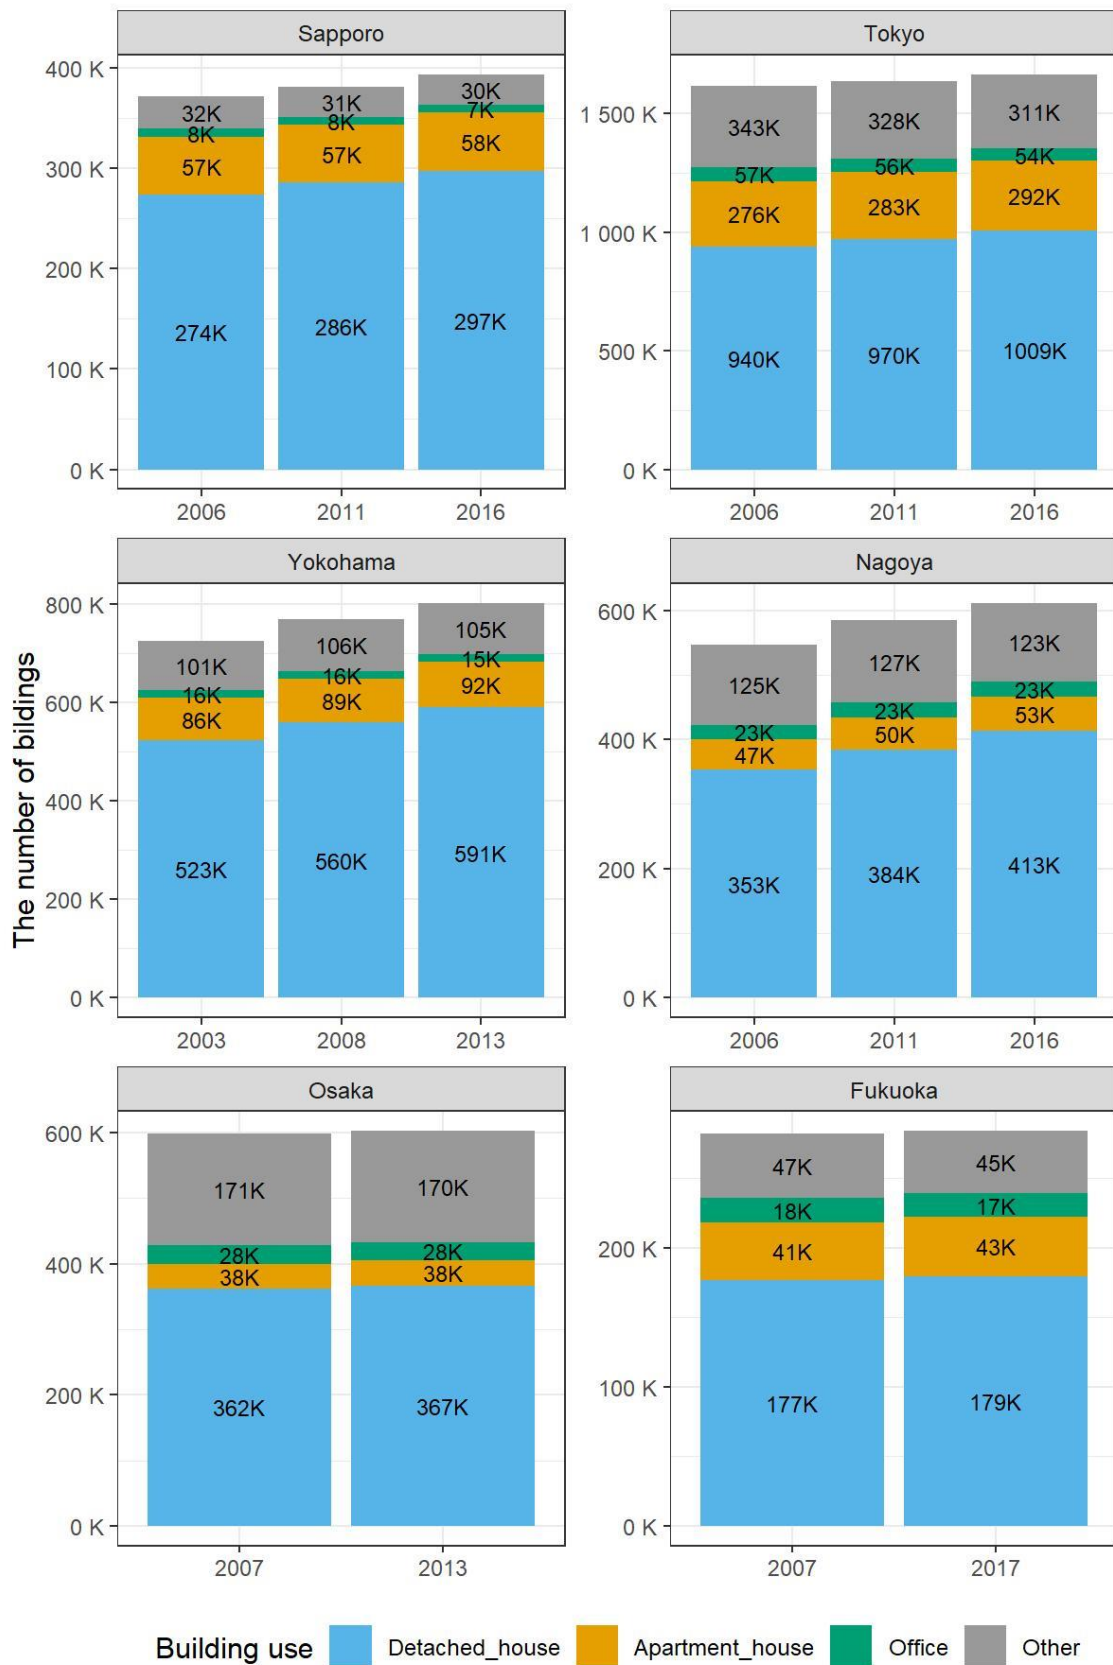 Sapporo
400 K
300 K
200 K
100 K
0 K
32K
31K
30K
8K
8K
7K
57K
57K
58K
274K
286K
297K
2006
2011
2016
Tokyo
1 500 K
1 000 K
500 K
0 K
343K
328K
311K
57K
56K
54K
276K
283K
292K
940K
970K
1009K
2006
2011
2016
The number of bildings
Yokohama
800 K
600 K
400 K
200 K
0 K
101K
106K
105K
16K
16K
15K
86K
89K
92K
523K
560K
591K
2003
2008
2013
Nagoya
600 K
400 K
200 K
0 K
125K
127K
123K
23K
23K
23K
47K
50K
53K
353K
384K
413K
2006
2011
2016
Osaka
600 K
400 K
200 K
0 K
171K
170K
28K
28K
38K
38K
362K
367K
2007
2013
Fukuoka
200 K
100 K
0 K
47K
45K
18K
17K
41K
43K
177K
179K
2007
2017
Building use Detached_house Apartment_house Office Other